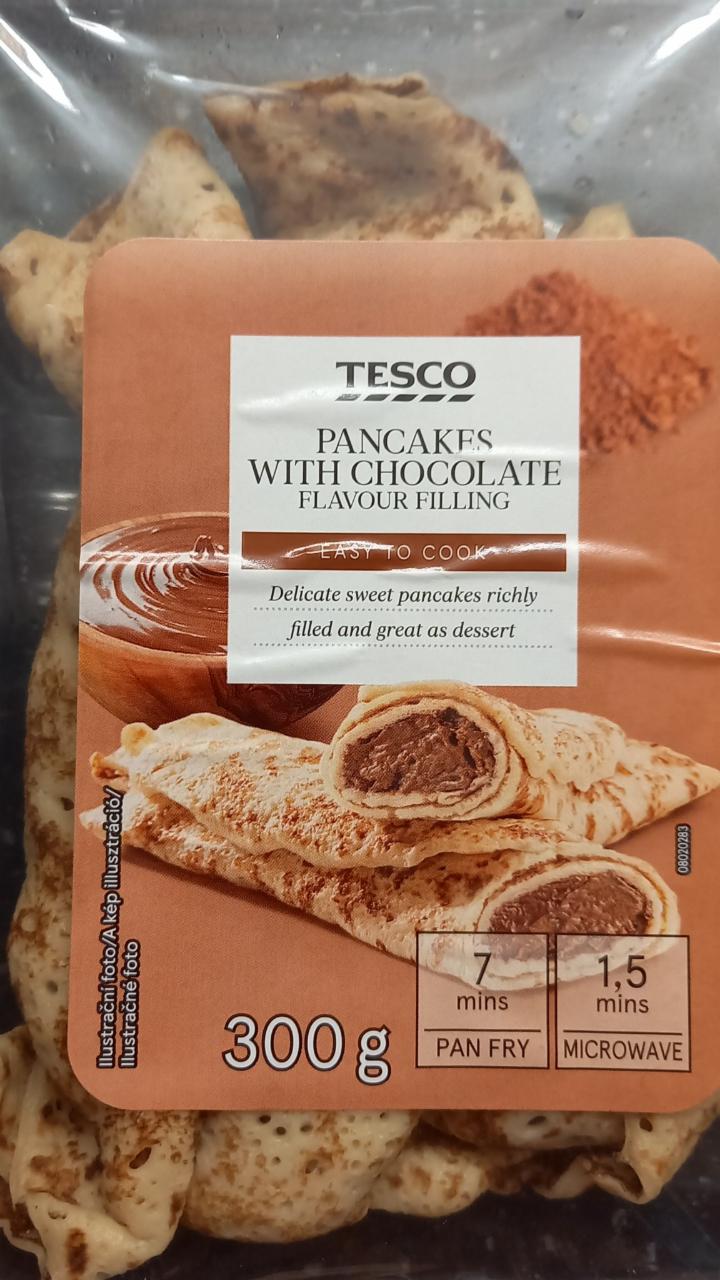 TESCO
PANCAKES
WITH CHOCOLATE
FLAVOUR FILLING
EASY TO COOK
Delicate sweet pancakes richly
filled and great as dessert
Ilustrační foto/A kép illusztráció/
Ilustračné foto
08020283
300 g
7
mins
PAN FRY
1,5
mins
MICROWAVE